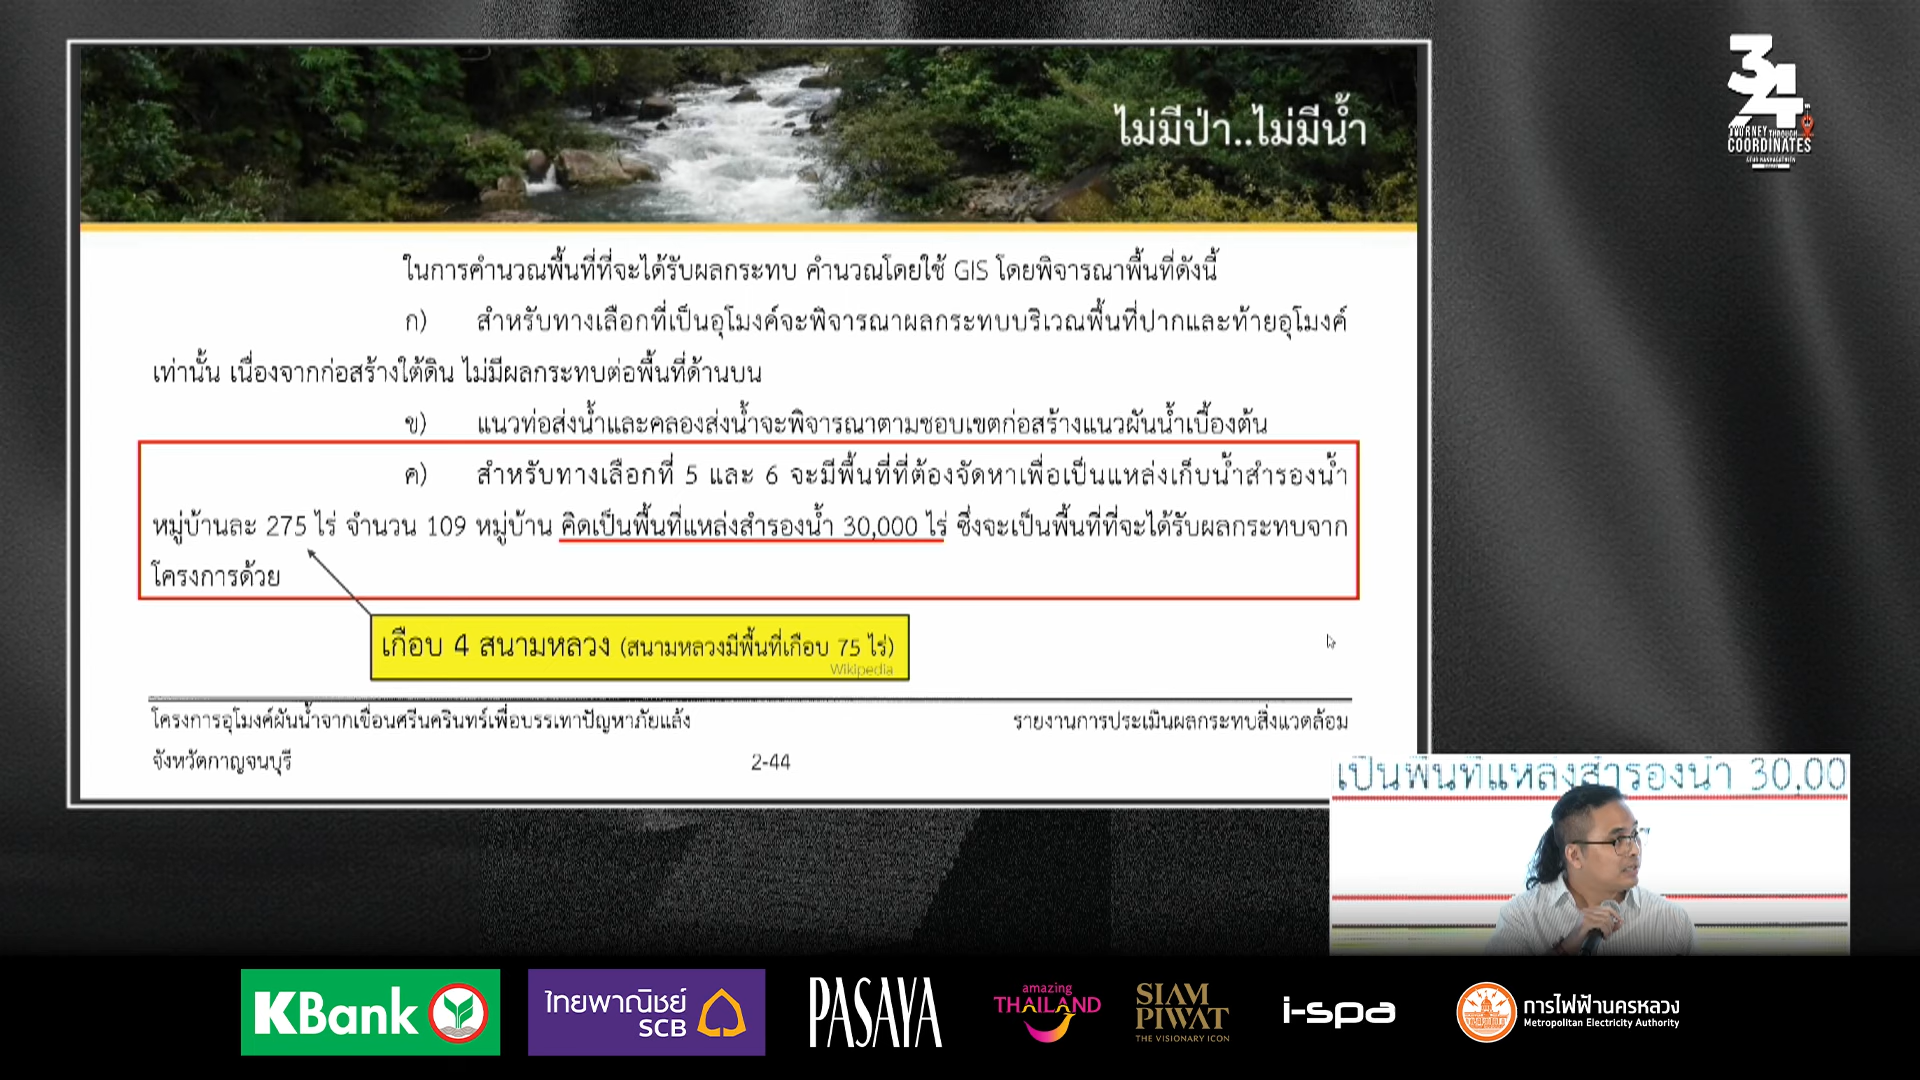 ไม่มีป่า..ไม่มีน้ำ
34
JOURNEY THROUGH
COORDINATES
ในการคำนวณพื้นที่ที่จะได้รับผลกระทบ คำนวณโดยใช้ GIS โดยพิจารณาพื้นที่ดังนี้
ก) สำหรับทางเลือกที่เป็นอุโมงค์จะพิจารณาผลกระทบบริเวณพื้นที่ปากและท้ายอุโมงค์
เท่านั้น เนื่องจากก่อสร้างใต้ดิน ไม่มีผลกระทบต่อพื้นที่ด้านบน
ข) แนวท่อส่งน้ำและคลองส่งน้ำจะพิจารณาตามขอบเขตก่อสร้างแนวผันน้ำเบื้องต้น
ค) สำหรับทางเลือกที่ 5 และ 6 จะมีพื้นที่ที่ต้องจัดหาเพื่อเป็นแหล่งเก็บน้ำสำรองน้ำ
หมู่บ้านละ 275 ไร่ จำนวน 109 หมู่บ้าน คิดเป็นพื้นที่แหล่งสำรองน้ำ 30,000 ไร่ ซึ่งจะเป็นพื้นที่ที่จะได้รับผลกระทบจาก
โครงการด้วย
เกือบ 4 สนามหลวง (สนามหลวงมีพื้นที่เกือบ 75 ไร่)
Wikipedia
โครงการอุโมงค์ผันน้ำจากเขื่อนศรีนครินทร์เพื่อบรรเทาปัญหาภัยแล้ง รายงานการประเมินผลกระทบสิ่งแวดล้อม
จังหวัดกาญจนบุรี 2-44
เป็นพื้นที่แหล่งสำรองน้ำ 30,00
KBank
ไทยพาณิชย์
SCB
PASAYA
amazing
THAILAND
SIAM
PIWAT
THE VISIONARY ICON
i-spa
การไฟฟ้านครหลวง
Metropolitan Electricity Authority